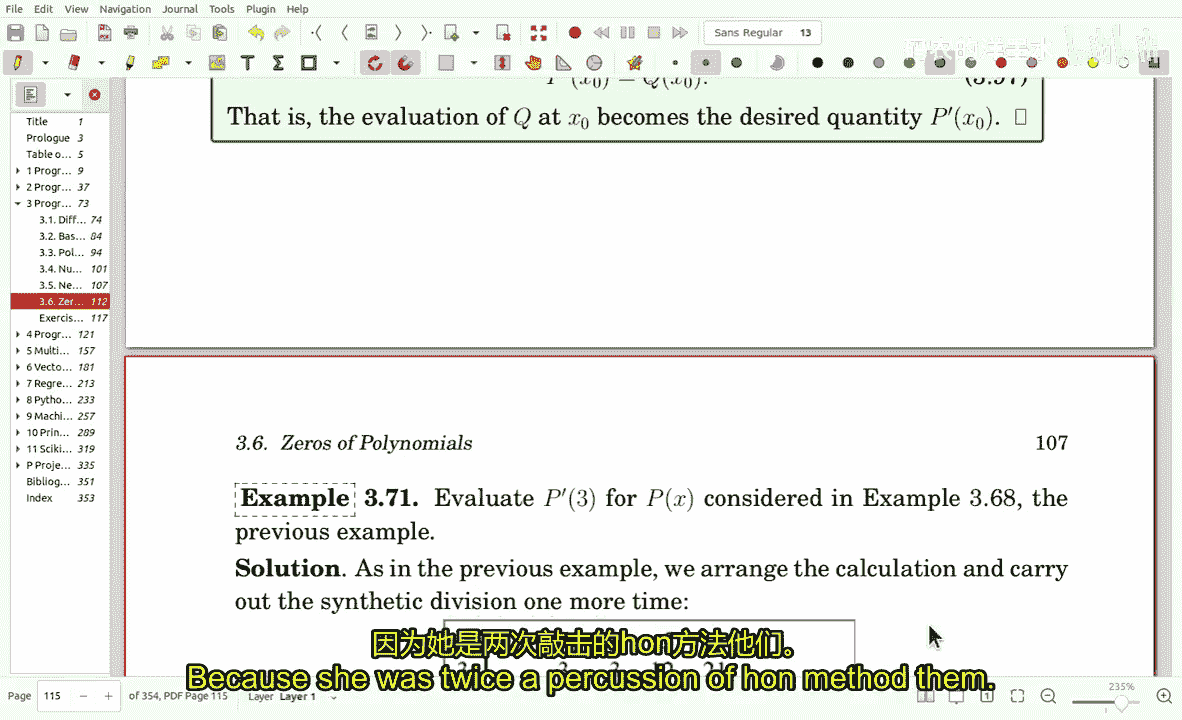 File Edit View Navigation Journal Tools Plugin Help
Sans Regular 13
Title 1
Prologue 3
Table o... 5
1 Progr... 9
2 Progr... 37
3 Progr... 73
3.1. Diff... 74
3.2. Bas... 84
3.3. Pol... 94
3.4. Nu... 101
3.5. Ne... 107
3.6. Zer... 112
Exercis... 117
4 Progr... 121
5 Multi... 157
6 Vecto... 181
7 Regre... 213
8 Pytho... 233
9 Machi... 257
10 Prin... 289
11 Sciki... 319
P Proje... 335
Bibliog... 351
Index 353
That is, the evaluation of Q at x₀ becomes the desired quantity P′(x₀). □
3.6. Zeros of Polynomials 107
Example 3.71. Evaluate P′(3) for P(x) considered in Example 3.68, the
previous example.
Solution. As in the previous example, we arrange the calculation and carry
out the synthetic division one more time:
因为她是两次敲击的hon方法他们。
Because she was twice a percussion of hon method them.
Page 115 of 354, PDF Page 115 Layer Layer 1 235%